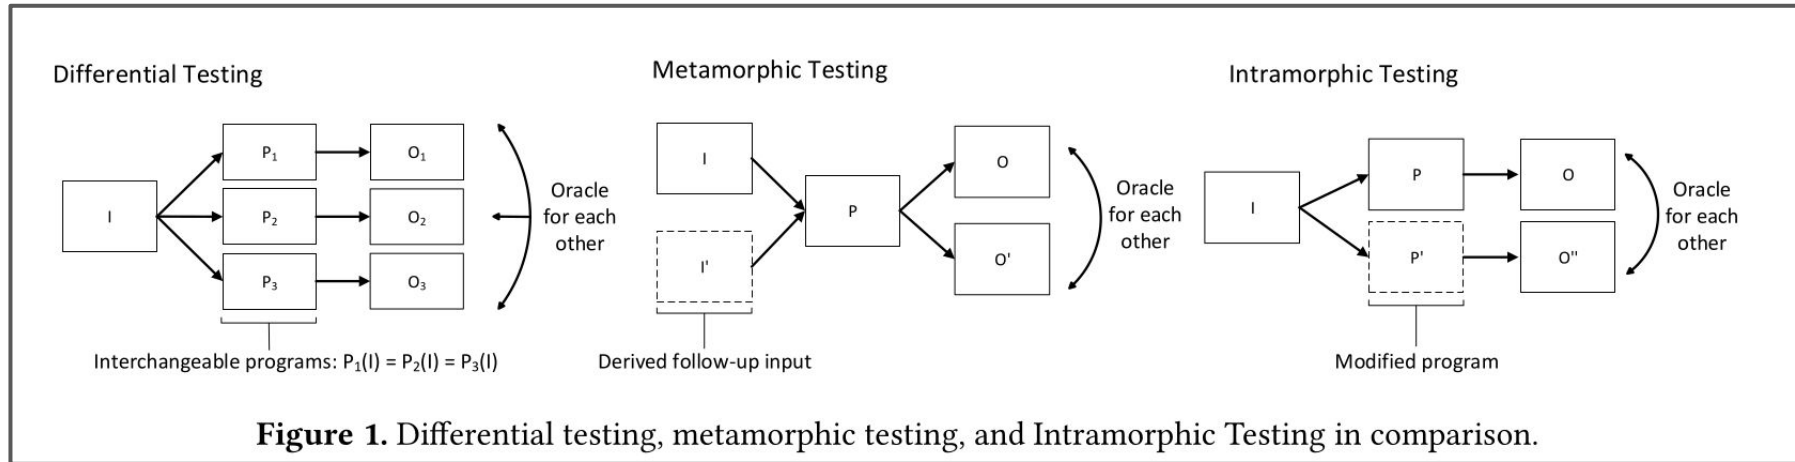 Differential Testing
I
P₁
O₁
P₂
O₂
P₃
O₃
Oracle
for each
other
Interchangeable programs: P₁(I) = P₂(I) = P₃(I)
Metamorphic Testing
I
I'
P
O
O'
Oracle
for each
other
Derived follow-up input
Intramorphic Testing
I
P
O
P'
O''
Oracle
for each
other
Modified program
Figure 1. Differential testing, metamorphic testing, and Intramorphic Testing in comparison.